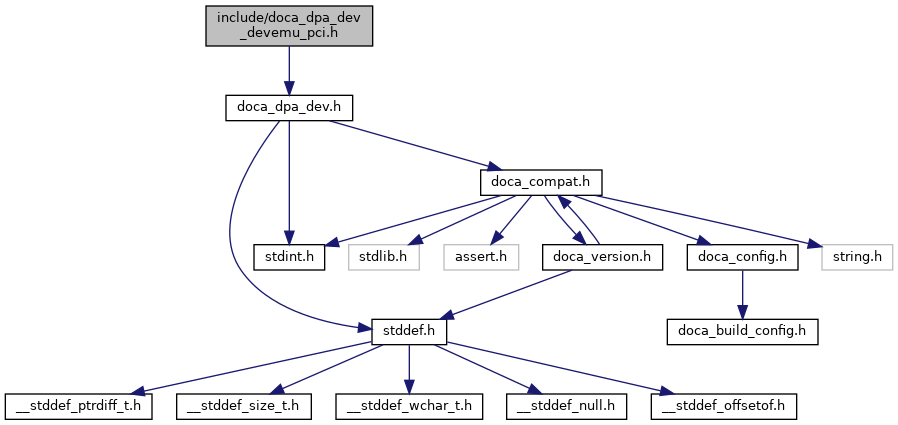 include/doca_dpa_dev
_devemu_pci.h
doca_dpa_dev.h
doca_compat.h
stdint.h
stdlib.h
assert.h
doca_version.h
doca_config.h
string.h
stddef.h
doca_build_config.h
__stddef_ptrdiff_t.h
__stddef_size_t.h
__stddef_wchar_t.h
__stddef_null.h
__stddef_offsetof.h